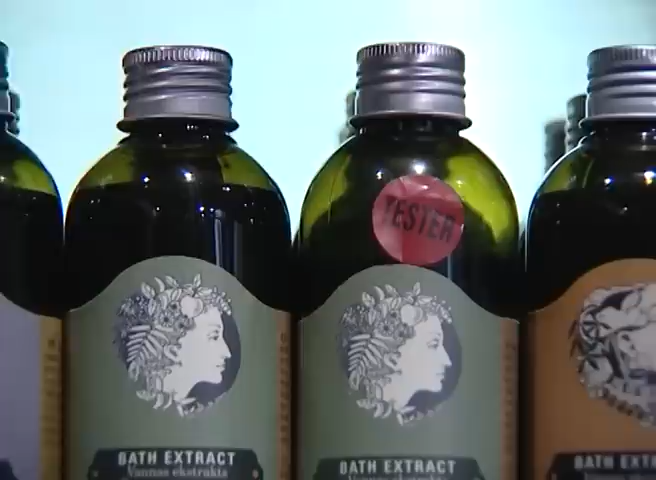 TESTER
BATH EXTRACT
Vannas ekstrakts
BATH EXTRACT
BATH EXTR